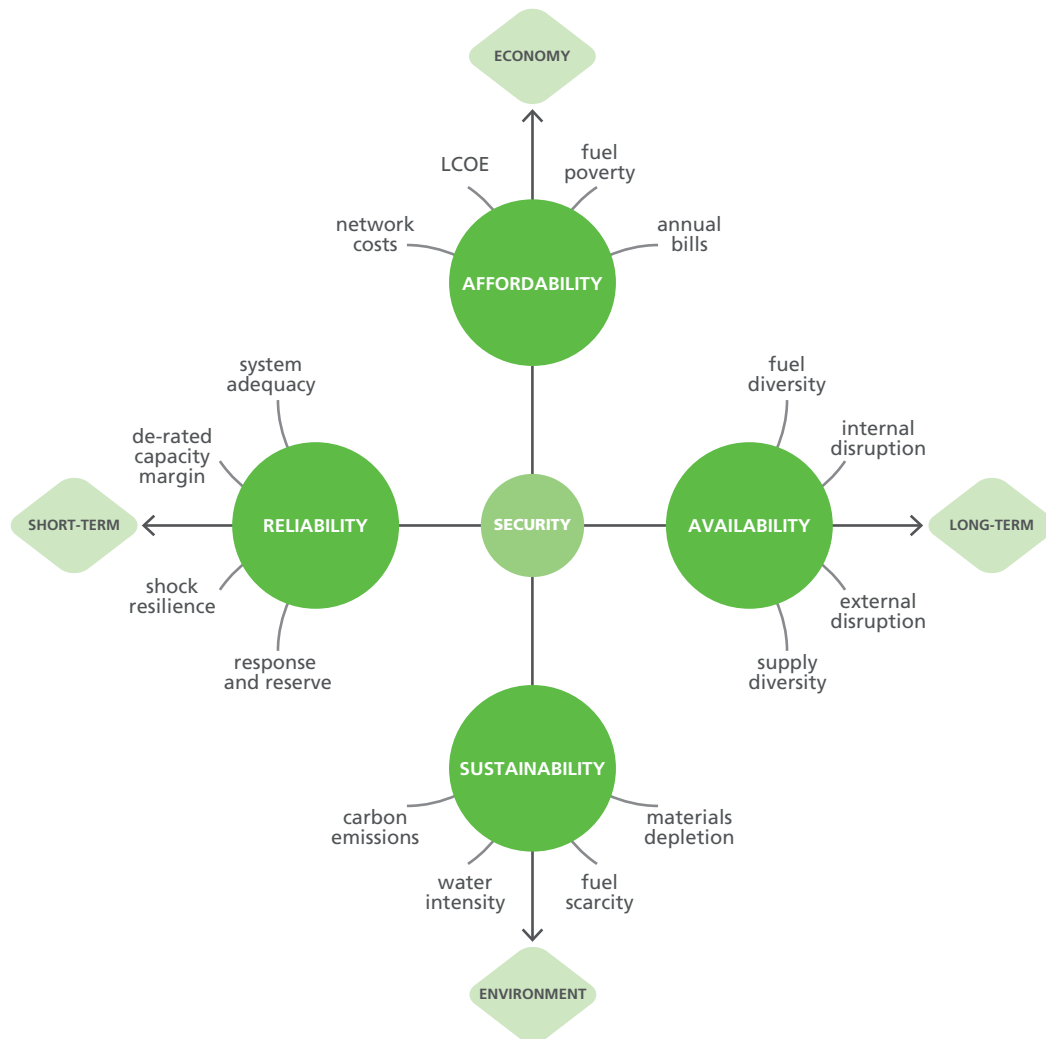 ECONOMY
LCOE
fuel
poverty
network
costs
annual
bills
AFFORDABILITY
system
adequacy
fuel
diversity
de-rated
capacity
margin
internal
disruption
SHORT-TERM
RELIABILITY
SECURITY
AVAILABILITY
LONG-TERM
shock
resilience
external
disruption
response
and reserve
supply
diversity
SUSTAINABILITY
carbon
emissions
materials
depletion
water
intensity
fuel
scarcity
ENVIRONMENT